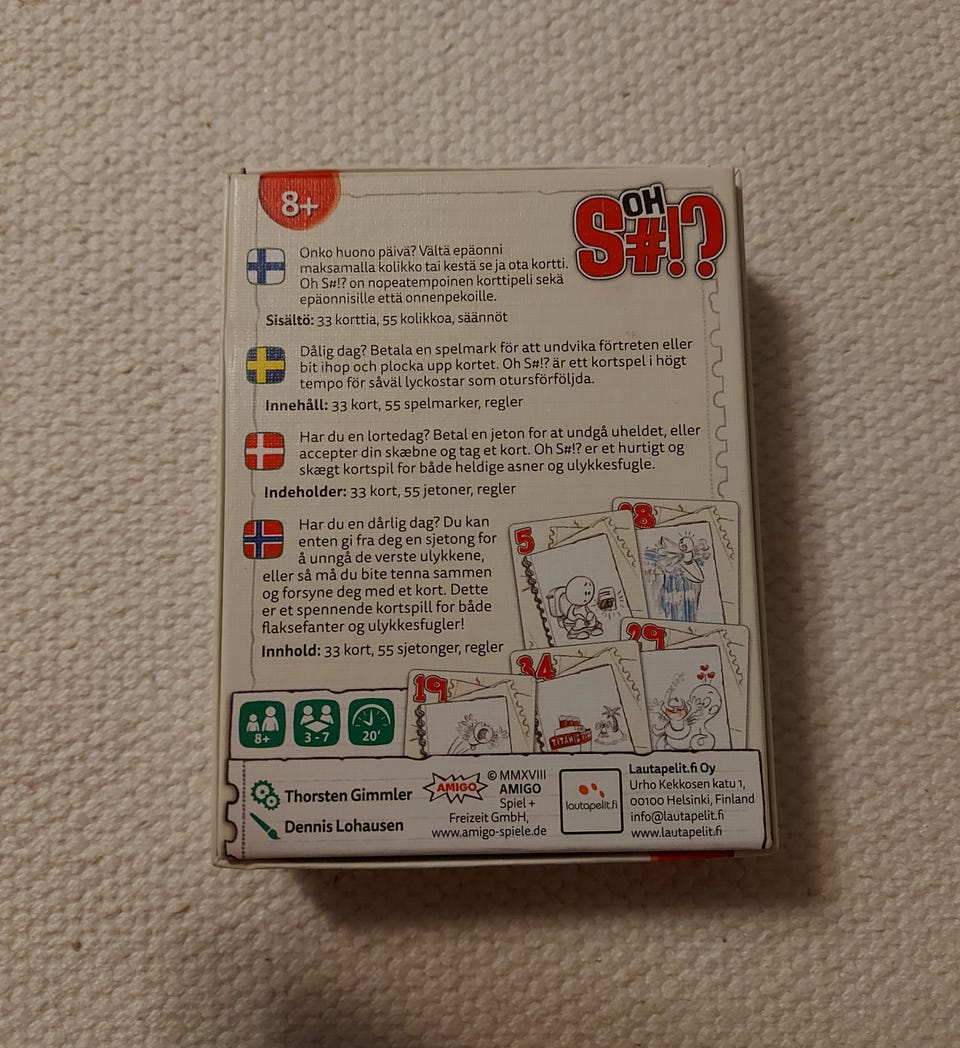 8+
OH
S#!?
Onko huono päivä? Vältä epäonni
maksamalla kolikko tai kestä se ja ota kortti.
Oh S#!? on nopeatempoinen korttipeli sekä
epäonnisille että onnenpekoille.
Sisältö: 33 korttia, 55 kolikkoa, säännöt
Dålig dag? Betala en spelmark för att undvika förtreten eller
bit ihop och plocka upp kortet. Oh S#!? är ett kortspel i högt
tempo för såväl lyckostar som otursförföljda.
Innehåll: 33 kort, 55 spelmarker, regler
Har du en lortedag? Betal en jeton for at undgå uheldet, eller
accepter din skæbne og tag et kort. Oh S#!? er et hurtigt og
skægt kortspil for både heldige asner og ulykkesfugle.
Indeholder: 33 kort, 55 jetoner, regler
Har du en dårlig dag? Du kan
enten gi fra deg en sjetong for
å unngå de verste ulykkene,
eller så må du bite tenna sammen
og forsyne deg med et kort. Dette
er et spennende kortspill for både
flaksefanter og ulykkesfugler!
Innhold: 33 kort, 55 sjetonger, regler
5
8
29
34
19
TITANIC
8+
3-7
20'
Thorsten Gimmler
Dennis Lohausen
AMIGO
© MMXVIII
AMIGO
Spiel +
Freizeit GmbH,
www.amigo-spiele.de
lautapelit.fi
Lautapelit.fi Oy
Urho Kekkosen katu 1,
00100 Helsinki, Finland
info@lautapelit.fi
www.lautapelit.fi